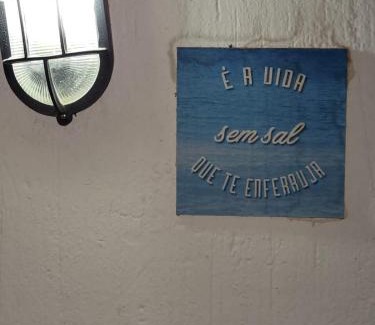 É A VIDA
sem sal
QUE TE ENFERRUJA